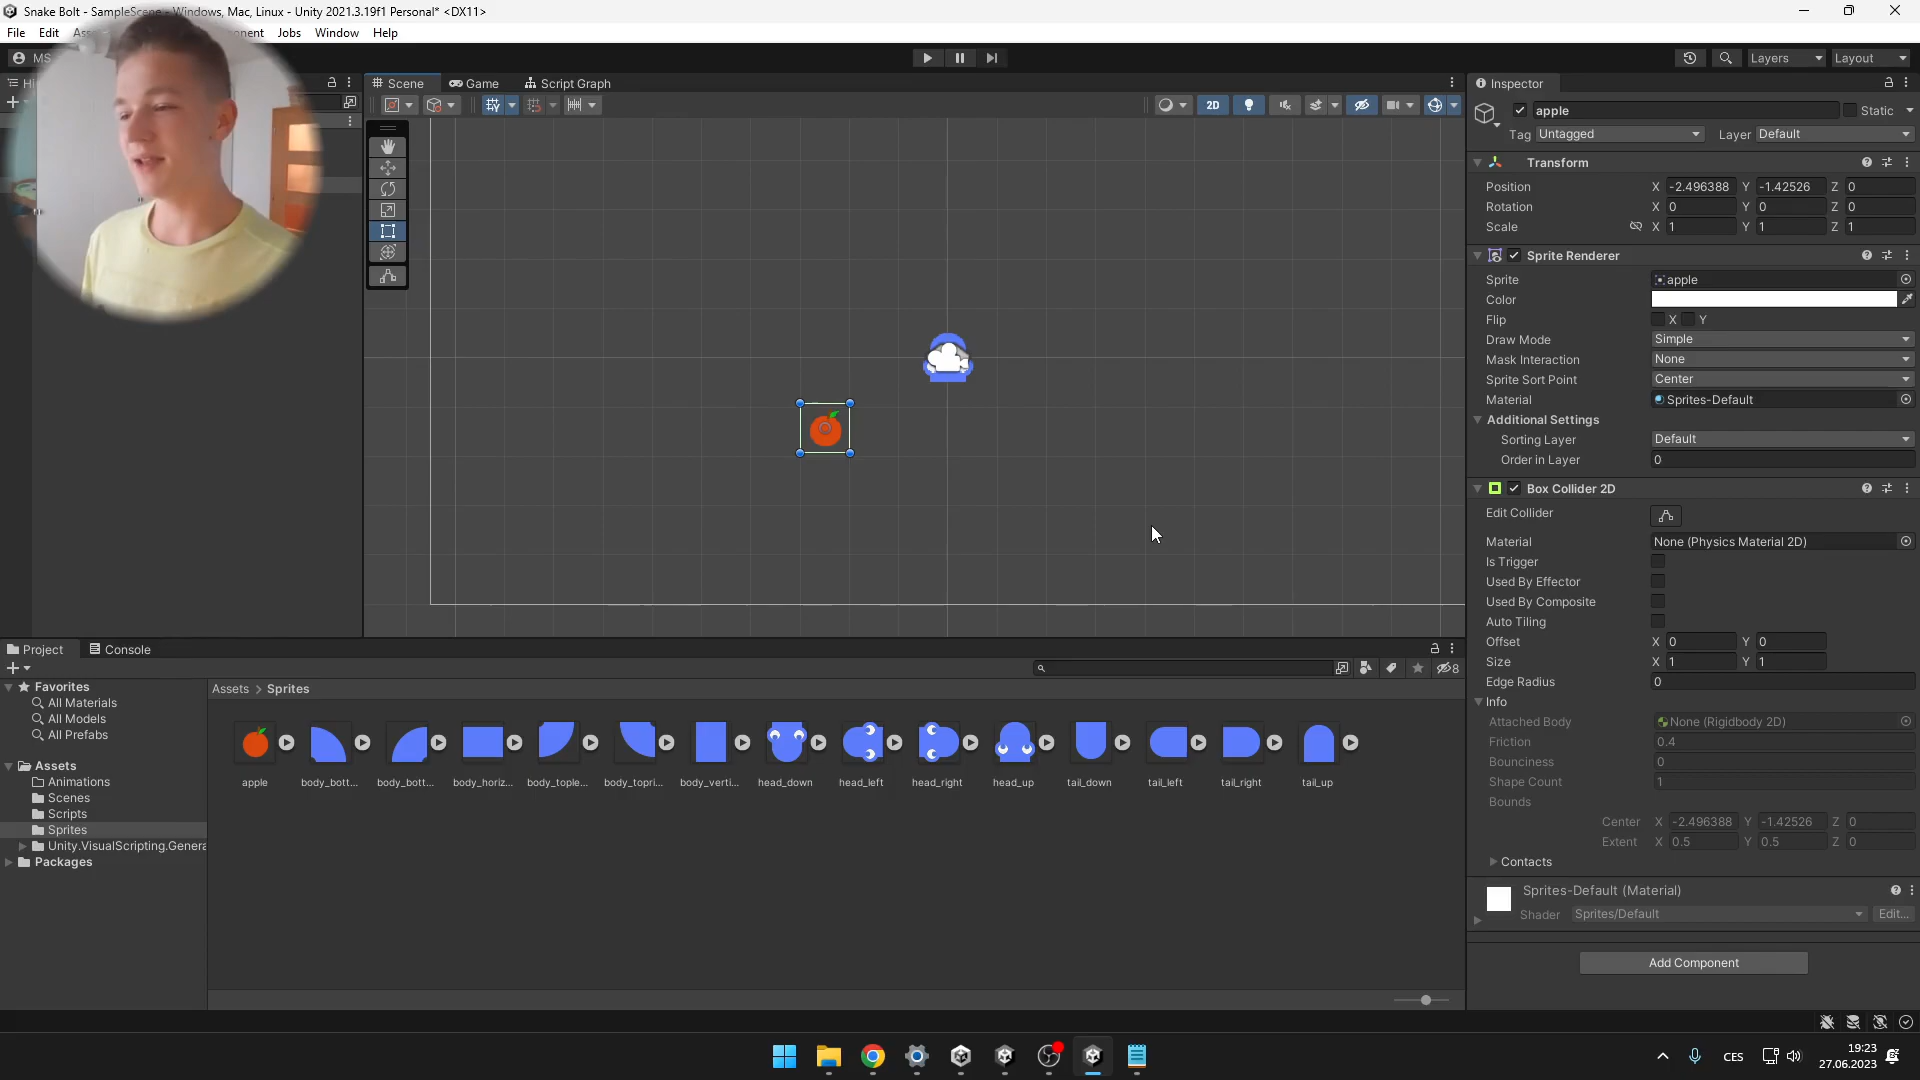 Snake Bolt - SampleScene - Windows, Mac, Linux - Unity 2021.3.19f1 Personal* <DX11>
File Edit Jobs Window Help
MS Layers Layout
Scene Game Script Graph
2D
Inspector
apple Static
Tag Untagged Layer Default
Transform
Position X -2.496388 Y -1.42526 Z 0
Rotation X 0 Y 0 Z 0
Scale X 1 Y 1 Z 1
Sprite Renderer
Sprite apple
Color
Flip X Y
Draw Mode Simple
Mask Interaction None
Sprite Sort Point Center
Material Sprites-Default
Additional Settings
Sorting Layer Default
Order in Layer 0
Box Collider 2D
Edit Collider
Material None (Physics Material 2D)
Is Trigger
Used By Effector
Used By Composite
Auto Tiling
Offset X 0 Y 0
Size X 1 Y 1
Edge Radius 0
Info
Attached Body None (Rigidbody 2D)
Friction 0.4
Bounciness 0
Shape Count 1
Bounds
Center X -2.496388 Y -1.42526 Z 0
Extent X 0.5 Y 0.5 Z 0
Contacts
Sprites-Default (Material)
Shader Sprites/Default Edit...
Add Component
Project Console
8
Favorites
All Materials
All Models
All Prefabs
Assets
Animations
Scenes
Scripts
Sprites
Unity.VisualScripting.Genera
Packages
Assets > Sprites
apple body_bott... body_bott... body_horiz... body_tople... body_topri... body_verti... head_down head_left head_right head_up tail_down tail_left tail_right tail_up
CES 19:23
27.06.2023